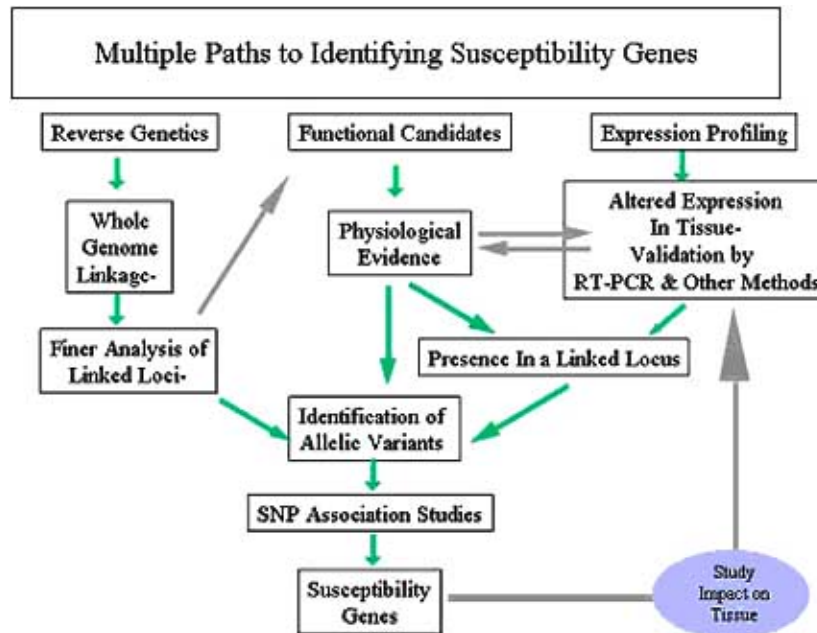 Multiple Paths to Identifying Susceptibility Genes
Reverse Genetics
Functional Candidates
Expression Profiling
Whole
Genome
Linkage-
Physiological
Evidence
Altered Expression
In Tissue-
Validation by
RT-PCR & Other Methods
Finer Analysis of
Linked Loci-
Presence In a Linked Locus
Identification of
Allelic Variants
SNP Association Studies
Susceptibility
Genes
Study
Impact on
Tissue